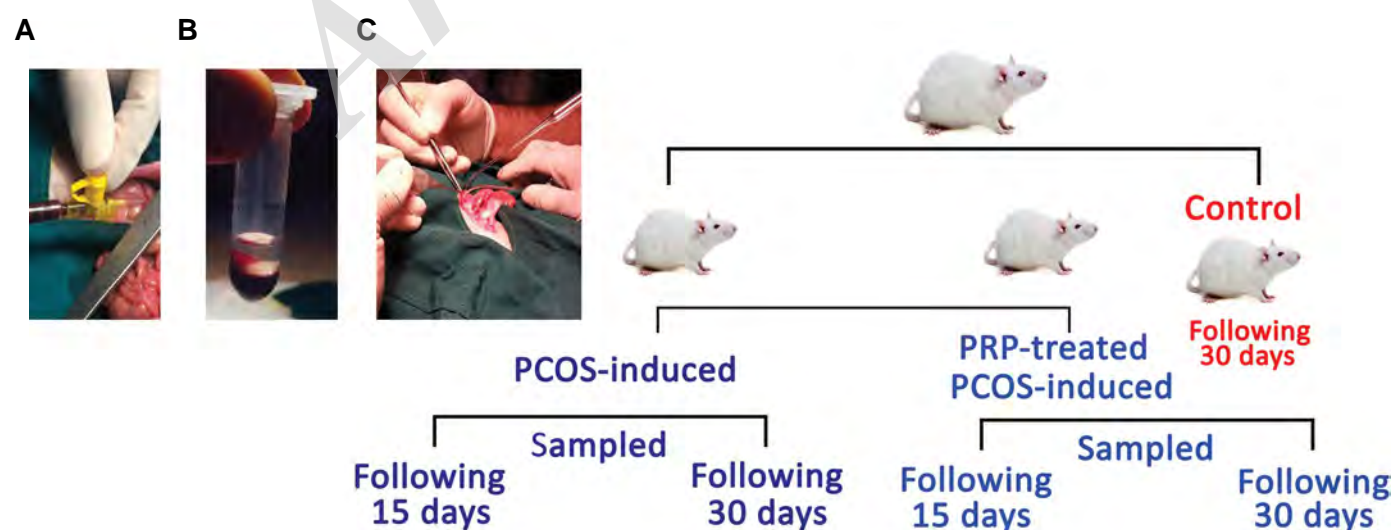 A
B
C
Control
Following
30 days
PCOS-induced
PRP-treated
PCOS-induced
Sampled
Sampled
Following
15 days
Following
30 days
Following
15 days
Following
30 days